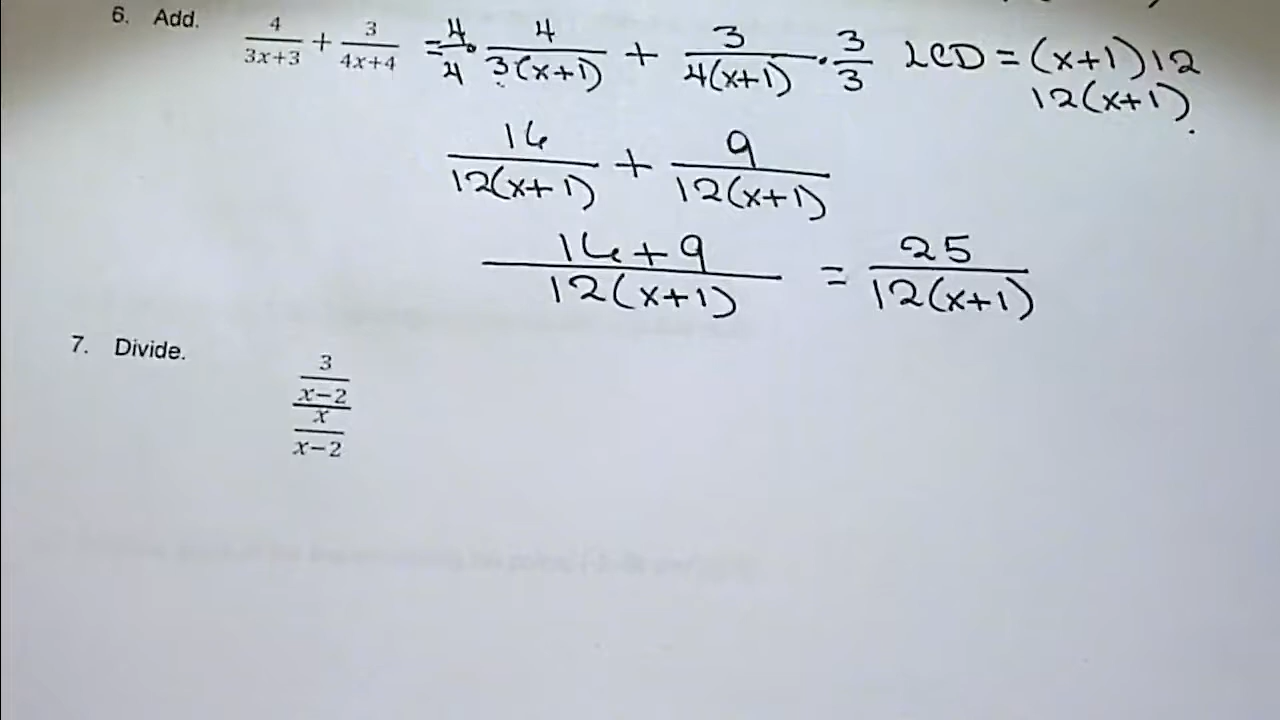 6. Add. 4/(3x+3) + 3/(4x+4) = 4/4 · 4/(3(x+1)) + 3/(4(x+1)) · 3/3 LCD = (x+1)12
12(x+1).
16/(12(x+1)) + 9/(12(x+1))
(16+9)/(12(x+1)) = 25/(12(x+1))
7. Divide. (3/(x−2))/(x/(x−2))